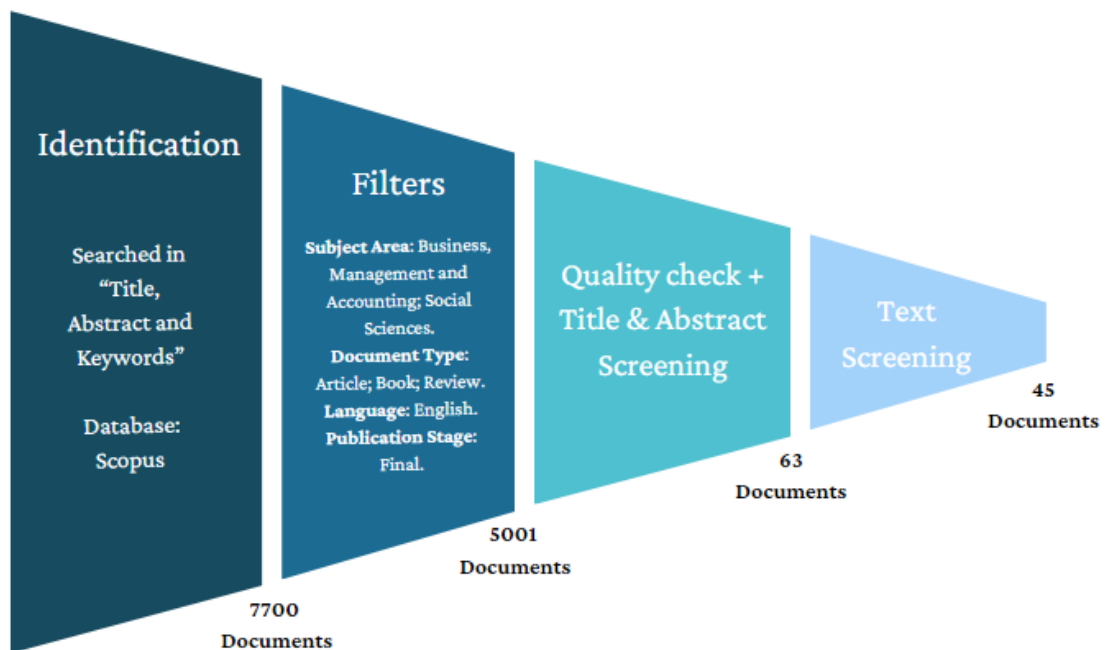 Identification
Searched in
“Title,
Abstract and
Keywords”
Database:
Scopus
7700
Documents
Filters
Subject Area: Business,
Management and
Accounting; Social
Sciences.
Document Type:
Article; Book; Review.
Language: English.
Publication Stage:
Final.
5001
Documents
Quality check +
Title & Abstract
Screening
63
Documents
Text
Screening
45
Documents